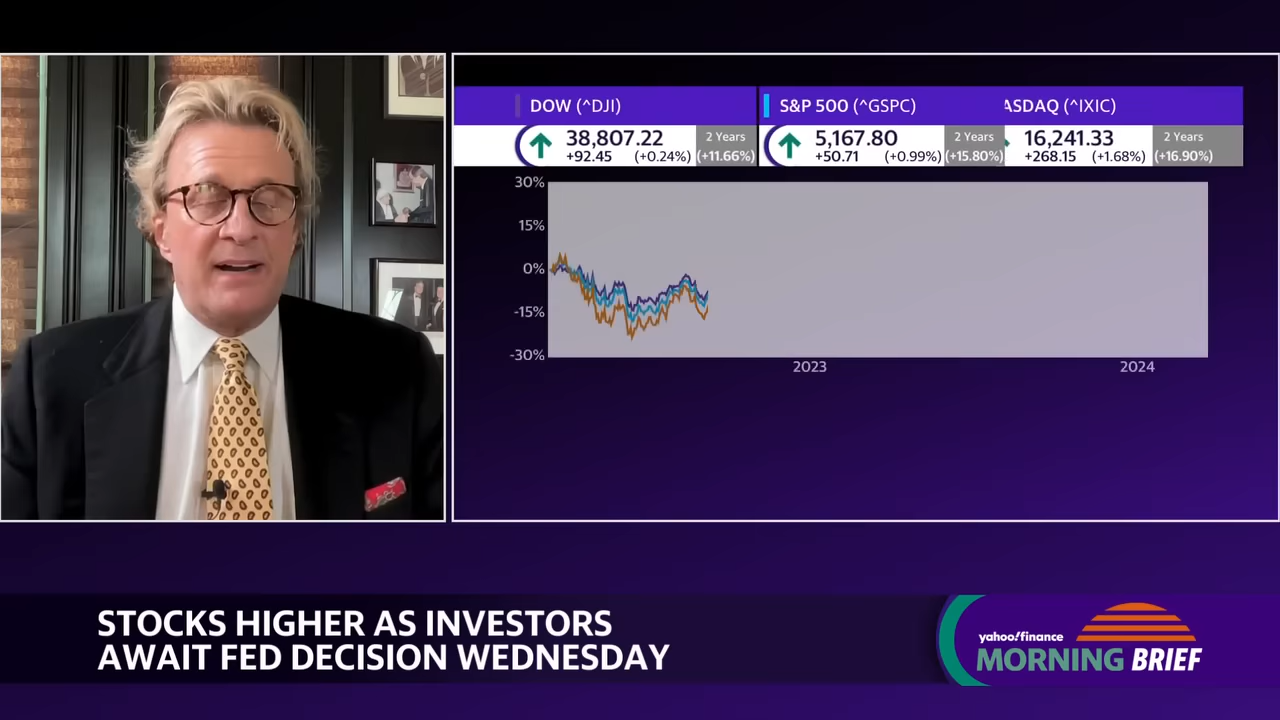 DOW (^DJI)
38,807.22
+92.45 (+0.24%)
2 Years
(+11.66%)
S&P 500 (^GSPC)
5,167.80
+50.71 (+0.99%)
2 Years
(+15.80%)
ASDAQ (^IXIC)
16,241.33
+268.15 (+1.68%)
2 Years
(+16.90%)
30%
15%
0%
-15%
-30%
2023
2024
STOCKS HIGHER AS INVESTORS
AWAIT FED DECISION WEDNESDAY
yahoo!finance
MORNING BRIEF